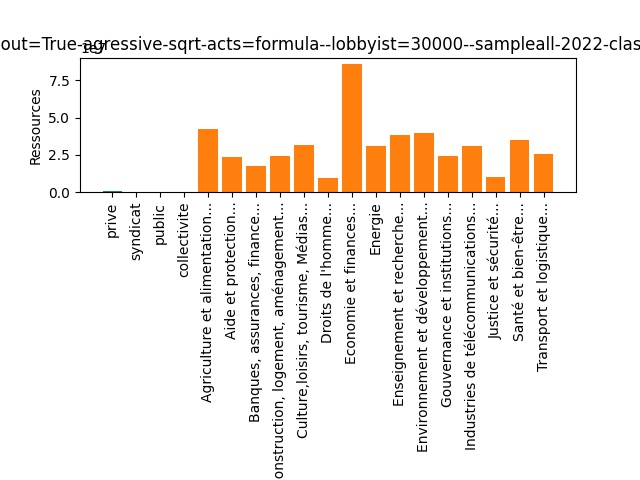 out=True-agressive-sqrt-acts=formula--lobbyist=30000--sampleall-2022-clas
1e7
Ressources
7.5
5.0
2.5
0.0
prive
syndicat
public
collectivite
Agriculture et alimentation...
Aide et protection...
Banques, assurances, finance...
onstruction, logement, aménagement...
Culture,loisirs, tourisme, Médias...
Droits de l'homme...
Economie et finances...
Energie
Enseignement et recherche...
Environnement et développement...
Gouvernance et institutions...
Industries de télécommunications...
Justice et sécurité...
Santé et bien-être...
Transport et logistique...